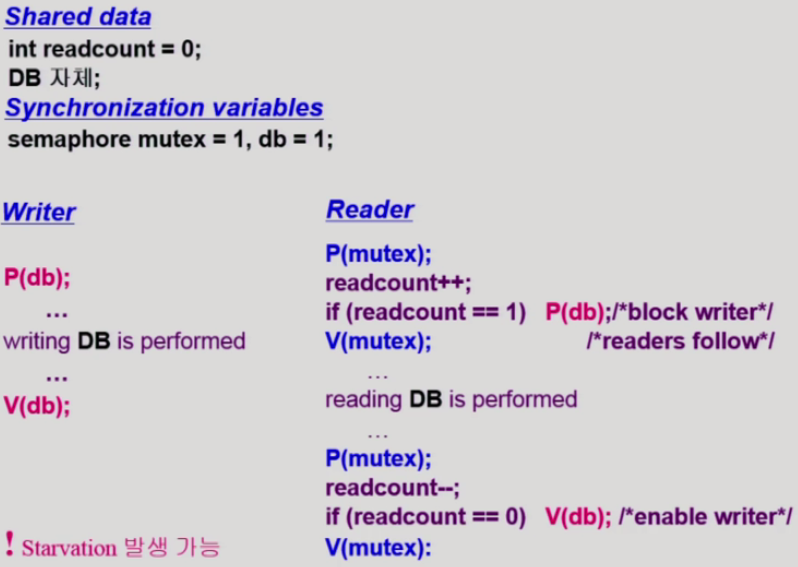 Shared data
int readcount = 0;
DB 자체;
Synchronization variables
semaphore mutex = 1, db = 1;
Writer
P(db);
...
writing DB is performed
...
V(db);
! Starvation 발생 가능
Reader
P(mutex);
readcount++;
if (readcount == 1) P(db);/*block writer*/
V(mutex); /*readers follow*/
...
reading DB is performed
...
P(mutex);
readcount--;
if (readcount == 0) V(db); /*enable writer*/
V(mutex):